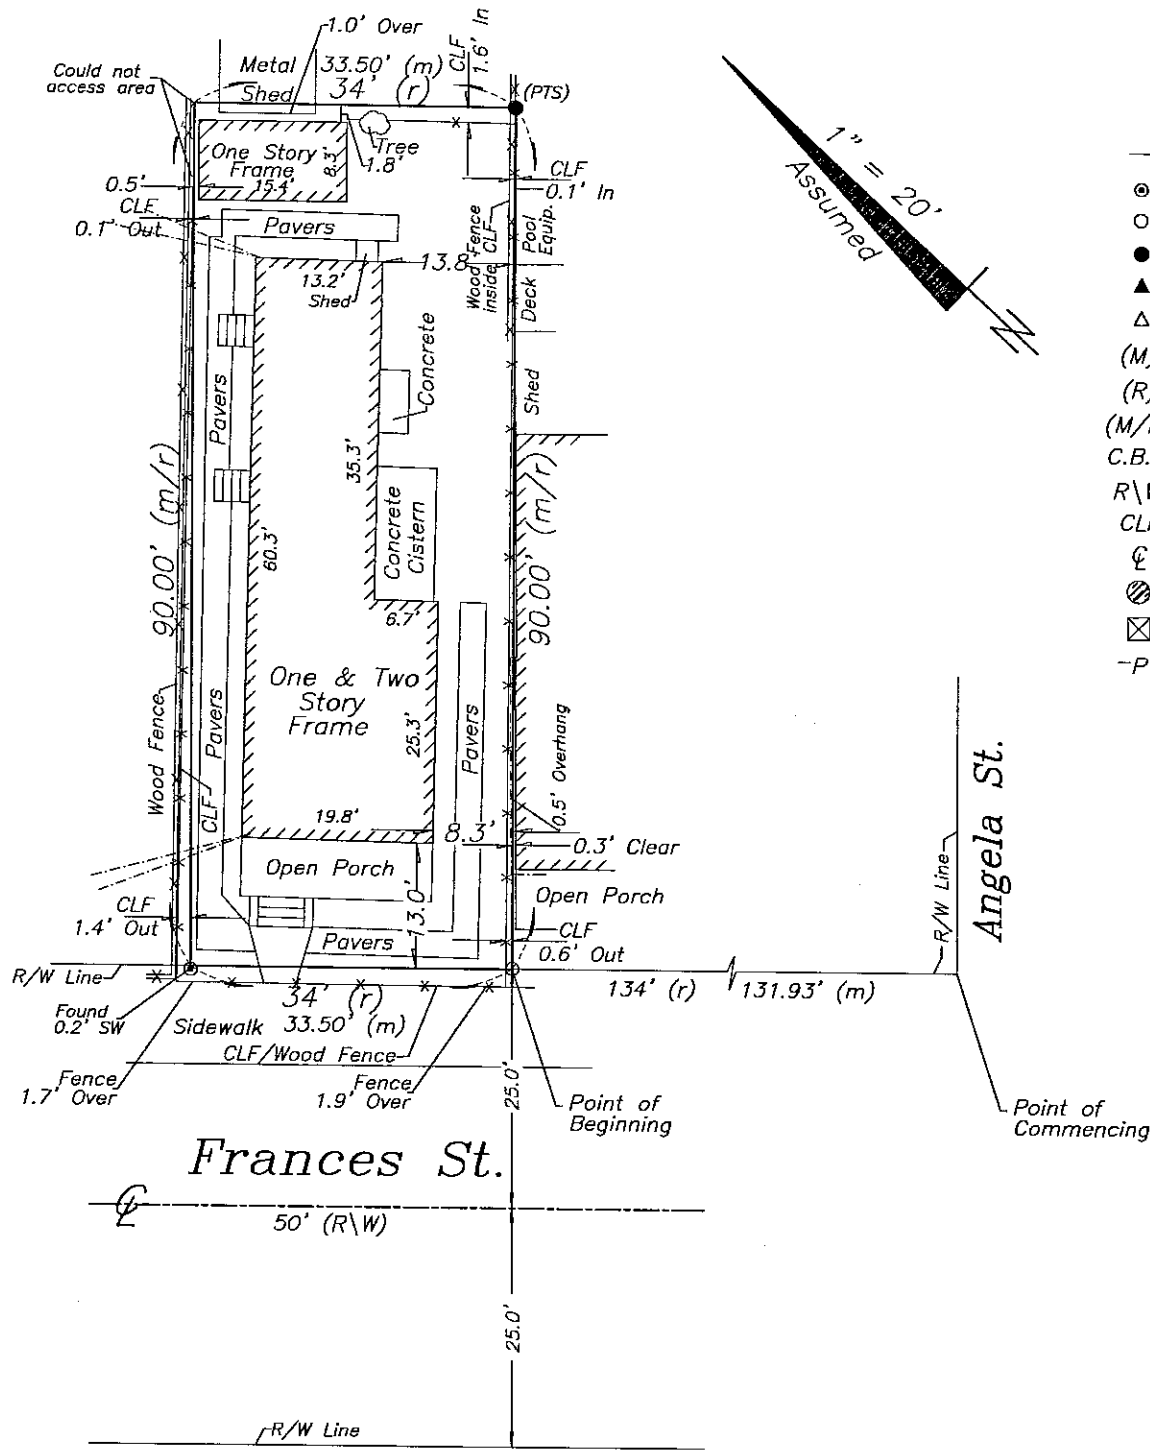 1.0' Over
Could not
access area
Metal
Shed
33.50' (m)
34' (r)
CLF
1.6' In
(PTS)
One Story
Frame
8.3'
15.4'
Tree
1.8'
0.5'
CLF
0.1' In
CLF
0.1' Out
Pavers
13.2'
Shed
13.8
Wood Fence
inside CLF
Pool
Equip.
Deck
Shed
1" = 20'
Assumed
N
Concrete
Pavers
35.3'
60.3'
Concrete
Cistern
6.7'
90.00' (m/r)
90.00' (m/r)
One & Two
Story
Frame
25.3'
19.8'
Pavers
Pavers
Wood Fence
CLF
0.5' Overhang
8.3'
0.3' Clear
Open Porch
13.0'
Open Porch
CLF
1.4' Out
Pavers
CLF
0.6' Out
R/W Line
R/W Line
Angela St.
34' (r)
33.50' (m)
134' (r)
131.93' (m)
Found
0.2' SW
Sidewalk
CLF/Wood Fence
Fence
1.7' Over
Fence
1.9' Over
25.0'
Point of
Beginning
Point of
Commencing
Frances St.
℄
50' (R\W)
25.0'
R/W Line
(R)
C.B.
℄